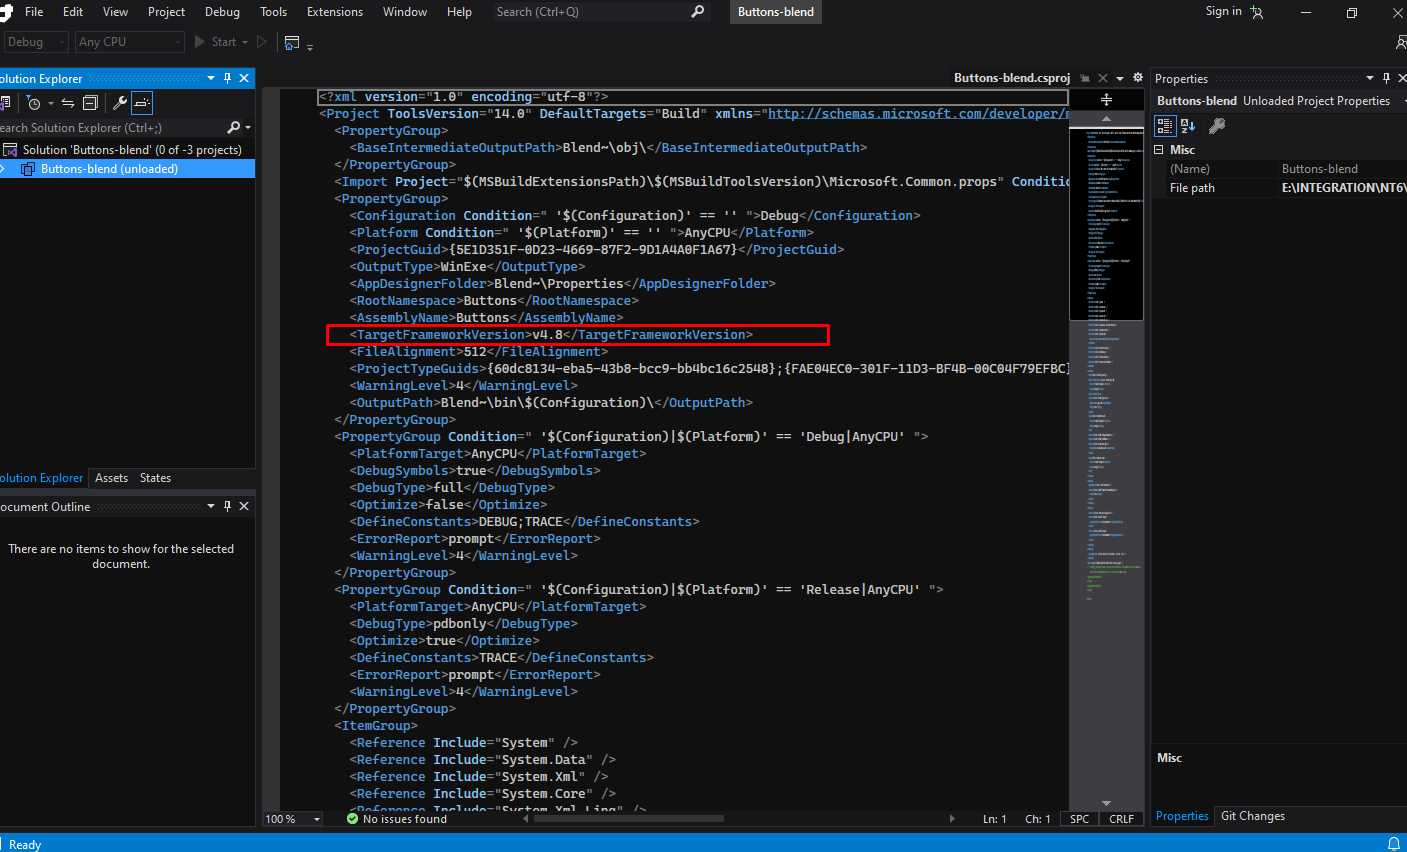 File Edit View Project Debug Tools Extensions Window Help Search (Ctrl+Q) Buttons-blend Sign in
Debug Any CPU Start
olution Explorer
earch Solution Explorer (Ctrl+;)
Solution 'Buttons-blend' (0 of -3 projects)
Buttons-blend (unloaded)
olution Explorer Assets States
ocument Outline
There are no items to show for the selected
document.
Buttons-blend.csproj
<?xml version="1.0" encoding="utf-8"?>
<Project ToolsVersion="14.0" DefaultTargets="Build" xmlns="http://schemas.microsoft.com/developer/m
<PropertyGroup>
<BaseIntermediateOutputPath>Blend~\obj\</BaseIntermediateOutputPath>
</PropertyGroup>
<Import Project="$(MSBuildExtensionsPath)\$(MSBuildToolsVersion)\Microsoft.Common.props" Conditio
<PropertyGroup>
<Configuration Condition=" '$(Configuration)' == '' ">Debug</Configuration>
<Platform Condition=" '$(Platform)' == '' ">AnyCPU</Platform>
<ProjectGuid>{5E1D351F-0D23-4669-87F2-9D1A4A0F1A67}</ProjectGuid>
<OutputType>WinExe</OutputType>
<AppDesignerFolder>Blend~\Properties</AppDesignerFolder>
<RootNamespace>Buttons</RootNamespace>
<AssemblyName>Buttons</AssemblyName>
<TargetFrameworkVersion>v4.8</TargetFrameworkVersion>
<FileAlignment>512</FileAlignment>
<ProjectTypeGuids>{60dc8134-eba5-43b8-bcc9-bb4bc16c2548};{FAE04EC0-301F-11D3-BF4B-00C04F79EFBC}
<WarningLevel>4</WarningLevel>
<OutputPath>Blend~\bin\$(Configuration)\</OutputPath>
</PropertyGroup>
<PropertyGroup Condition=" '$(Configuration)|$(Platform)' == 'Debug|AnyCPU' ">
<PlatformTarget>AnyCPU</PlatformTarget>
<DebugSymbols>true</DebugSymbols>
<DebugType>full</DebugType>
<Optimize>false</Optimize>
<DefineConstants>DEBUG;TRACE</DefineConstants>
<ErrorReport>prompt</ErrorReport>
<WarningLevel>4</WarningLevel>
</PropertyGroup>
<PropertyGroup Condition=" '$(Configuration)|$(Platform)' == 'Release|AnyCPU' ">
<PlatformTarget>AnyCPU</PlatformTarget>
<DebugType>pdbonly</DebugType>
<Optimize>true</Optimize>
<DefineConstants>TRACE</DefineConstants>
<ErrorReport>prompt</ErrorReport>
<WarningLevel>4</WarningLevel>
</PropertyGroup>
<ItemGroup>
<Reference Include="System" />
<Reference Include="System.Data" />
<Reference Include="System.Xml" />
<Reference Include="System.Core" />
<Reference Include="System.Xml.Linq" />
100 % No issues found Ln: 1 Ch: 1 SPC CRLF
Properties
Buttons-blend Unloaded Project Properties
Misc
(Name) Buttons-blend
File path E:\INTEGRATION\NT6\
Misc
Properties Git Changes
Ready